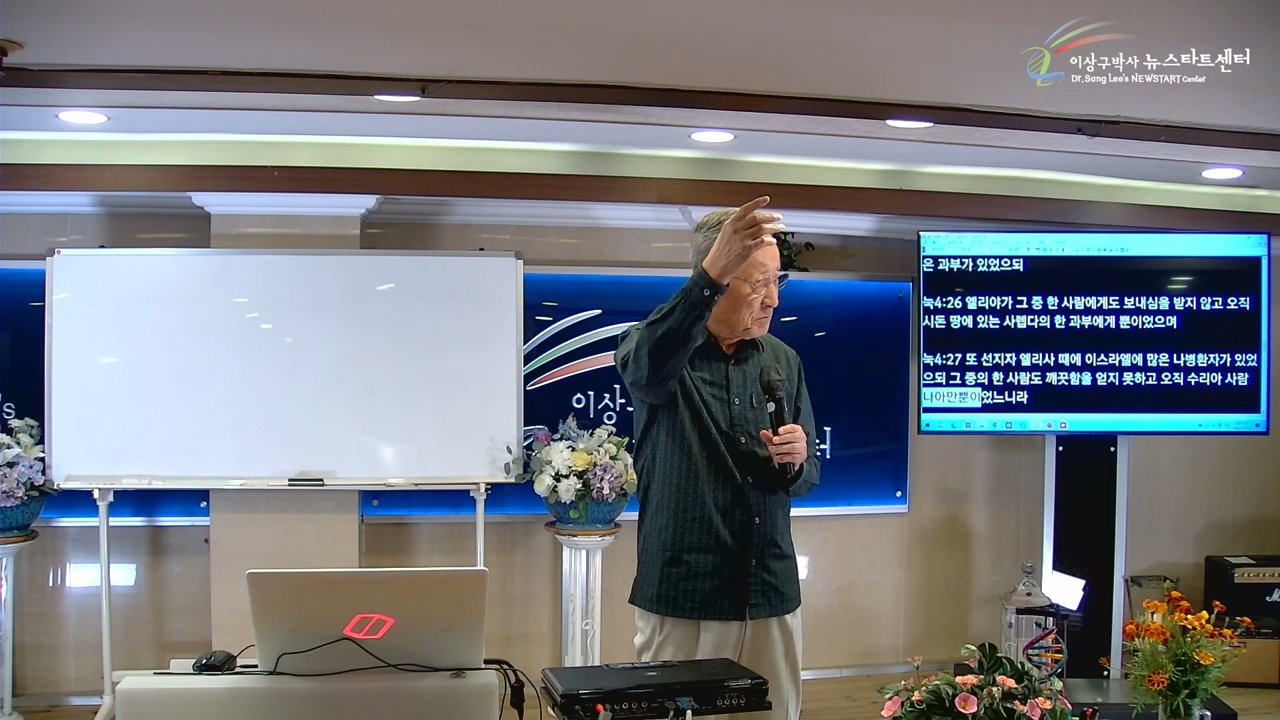 이상구박사 뉴스타트센터
Dr. Sang Lee's NEWSTART Center
은 과부가 있었으되
눅4:26 엘리야가 그 중 한 사람에게도 보내심을 받지 않고 오직
시돈 땅에 있는 사렙다의 한 과부에게 뿐이었으며
눅4:27 또 선지자 엘리사 때에 이스라엘에 많은 나병환자가 있었
으되 그 중의 한 사람도 깨끗함을 얻지 못하고 오직 수리아 사람
나아만뿐이었느니라
이상
터
's